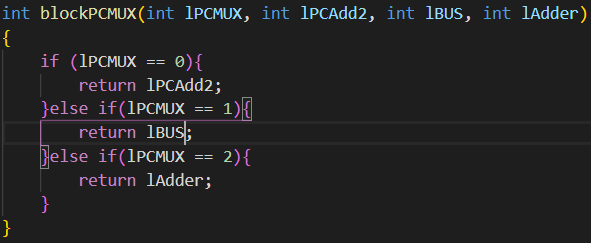 int blockPCMUX(int lPCMUX, int lPCAdd2, int lBUS, int lAdder)
{
    if (lPCMUX == 0){
        return lPCAdd2;
    }else if(lPCMUX == 1){
        return lBUS;
    }else if(lPCMUX == 2){
        return lAdder;
    }
}